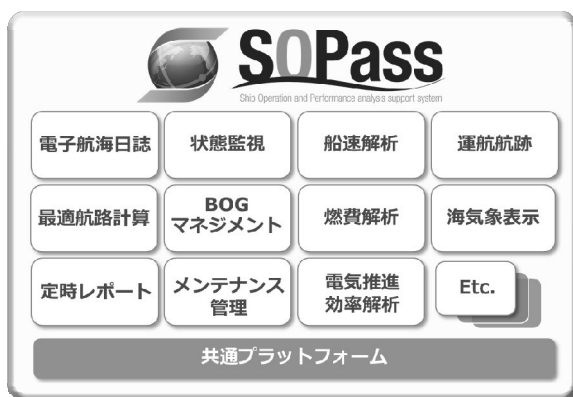 SOPass
Ship Operation and Performance analysis support system
電子航海日誌
状態監視
船速解析
運航航跡
最適航路計算
BOG
マネジメント
燃費解析
海気象表示
定時レポート
メンテナンス
管理
電気推進
効率解析
Etc.
共通プラットフォーム